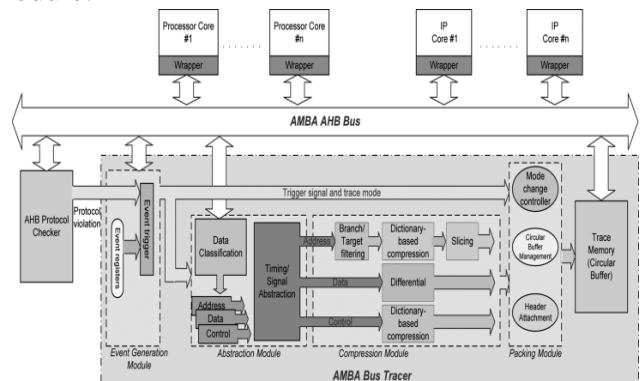 Processor Core
#1
Wrapper
Processor Core
#n
Wrapper
IP
Core #1
Wrapper
IP
Core #n
Wrapper
AMBA AHB Bus
AHB Protocol
Checker
Protocol
violation
Event registers
Event trigger
Event Generation
Module
Trigger signal and trace mode
Data
Classification
Address
Data
Control
Timing/
Signal
Abstraction
Abstraction Module
Address
Branch/
Target
filtering
Dictionary-
based
compression
Slicing
Data
Differential
Control
Dictionary-
based
compression
Compression Module
Mode
change
controller
Circular
Buffer
Management
Header
Attachment
Packing Module
Trace
Memory
(Circular
Buffer)
AMBA Bus Tracer